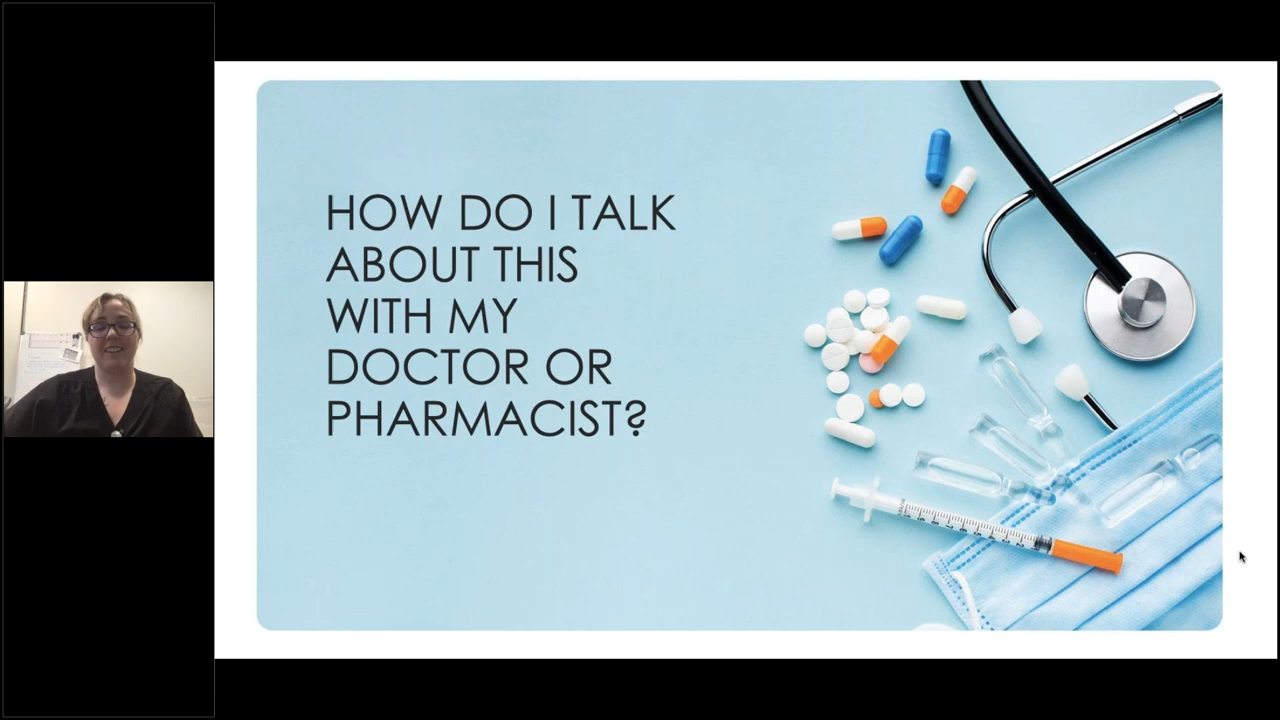 HOW DO I TALK
ABOUT THIS
WITH MY
DOCTOR OR
PHARMACIST?